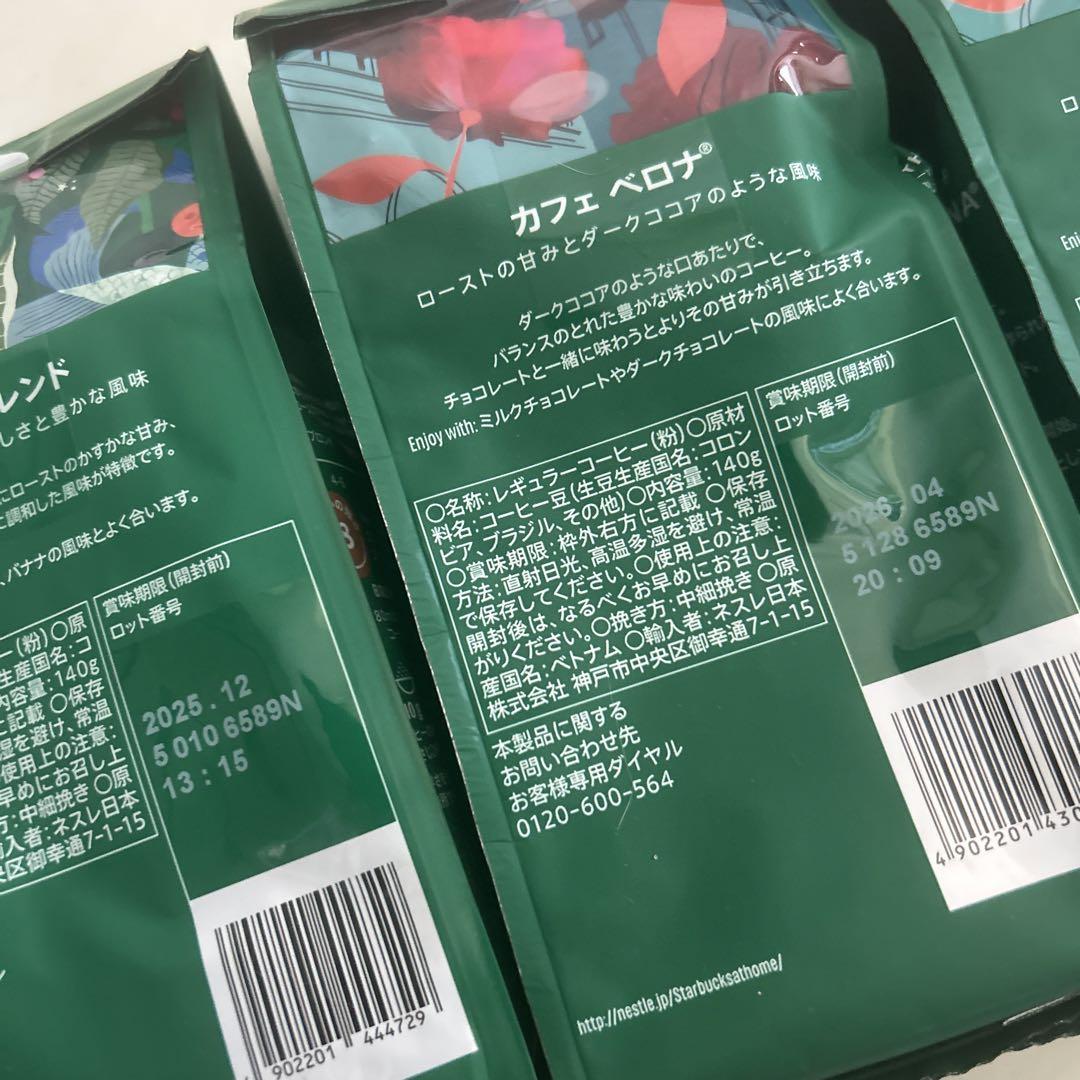 レンド
しさと豊かな風味
にローストのかすかな甘み、
調和した風味が特徴です。
、バナナの風味とよく合います。
賞味期限(開封前)
ロット番号
2025.12
5 010 6589N
13:15
ー(粉)〇原
生産国名:コ
内容量:140g
に記載 〇保存
湿を避け、常温
使用上の注意:
早めにお召し上
方:中細挽き 〇原
輸入者:ネスレ日本
央区御幸通7-1-15
902201 444729
カフェ ベロナ®
ローストの甘みとダークココアのような風味
ダークココアのような口あたりで、
バランスのとれた豊かな味わいのコーヒー。
チョコレートと一緒に味わうとよりその甘みが引き立ちます。
Enjoy with: ミルクチョコレートやダークチョコレートの風味によく合います。
〇名称:レギュラーコーヒー(粉)〇原材
料名:コーヒー豆(生豆生産国名:コロン
ビア、ブラジル、その他)〇内容量:140g
〇賞味期限:枠外右方に記載 〇保存
方法:直射日光、高温多湿を避け、常温
で保存してください。〇使用上の注意:
開封後は、なるべくお早めにお召し上
がりください。〇挽き方:中細挽き 〇原
産国名:ベトナム 〇輸入者:ネスレ日本
株式会社 神戸市中央区御幸通7-1-15
賞味期限(開封前)
ロット番号
2026.04
5 128 6589N
20:09
本製品に関する
お問い合わせ先
お客様専用ダイヤル
0120-600-564
4 902201 430
http://nestle.jp/Starbucksathome/
NA®
ロ
Enj